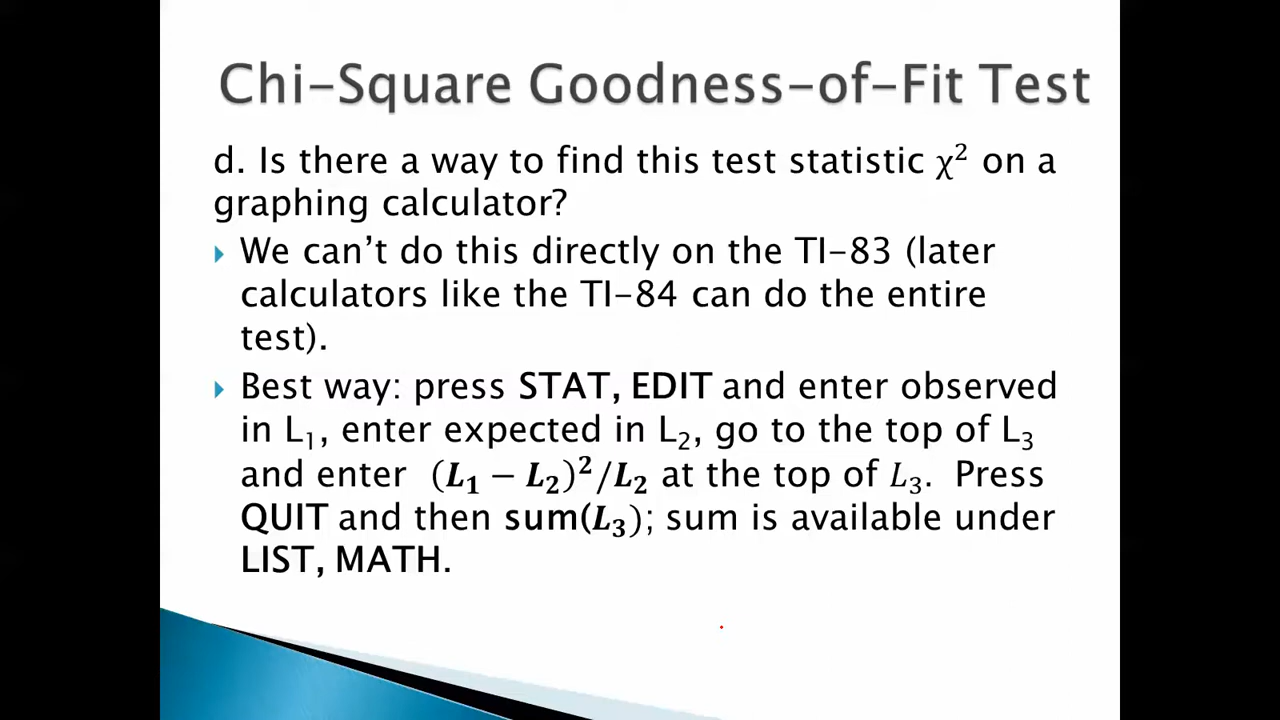 Chi-Square Goodness-of-Fit Test
d. Is there a way to find this test statistic χ² on a
graphing calculator?
We can't do this directly on the TI-83 (later
calculators like the TI-84 can do the entire
test).
Best way: press STAT, EDIT and enter observed
in L₁, enter expected in L₂, go to the top of L₃
and enter (L₁ − L₂)²/L₂ at the top of L₃. Press
QUIT and then sum(L₃); sum is available under
LIST, MATH.